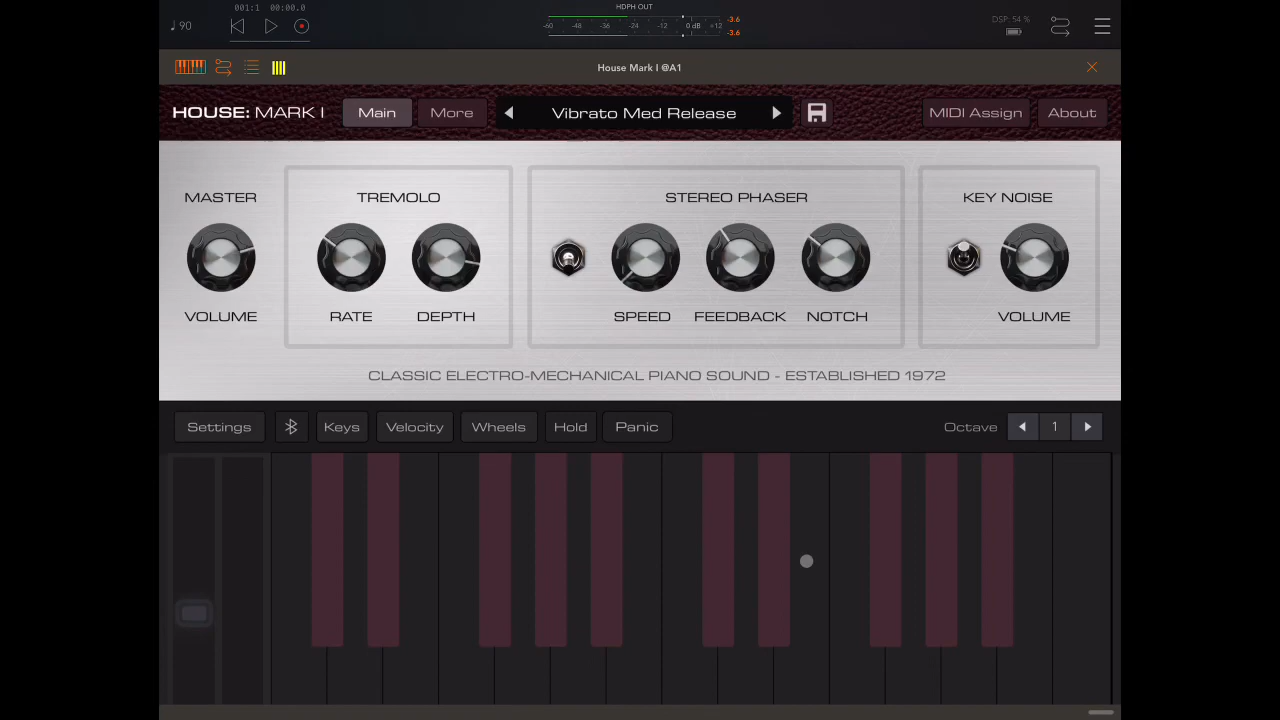 001:1 00:00.0
♩90
HDPH OUT
-60 -48 -36 -24 -12 0 dB +12
-3.6
-3.6
DSP: 54 %
House Mark I @A1
HOUSE: MARK I
Main
More
Vibrato Med Release
MIDI Assign
About
MASTER
TREMOLO
STEREO PHASER
KEY NOISE
VOLUME
RATE
DEPTH
SPEED
FEEDBACK
NOTCH
VOLUME
CLASSIC ELECTRO-MECHANICAL PIANO SOUND - ESTABLISHED 1972
Settings
Keys
Velocity
Wheels
Hold
Panic
Octave
1